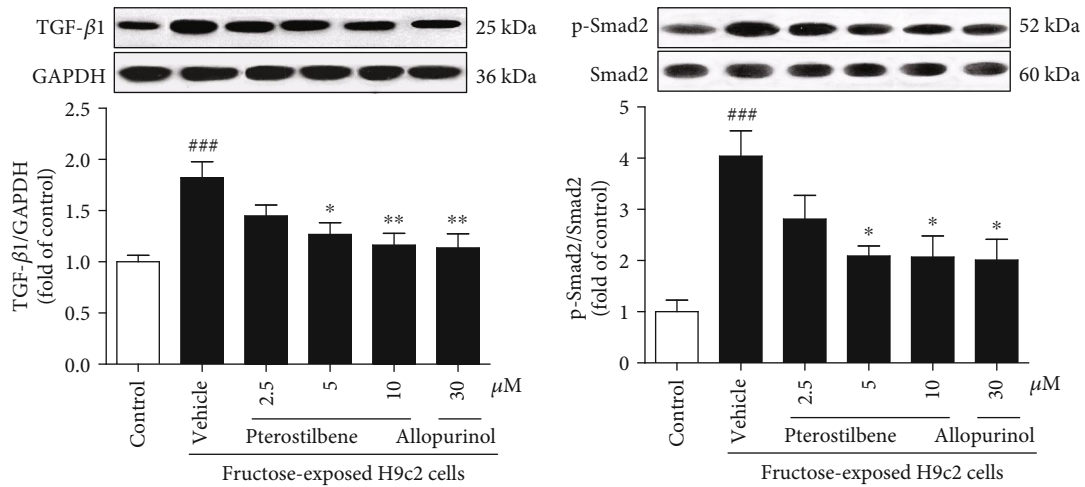 TGF-β1
25 kDa
GAPDH
36 kDa
TGF-β1/GAPDH
(fold of control)
2.5
2.0
1.5
1.0
0.5
0.0
###
*
**
**
Control
Vehicle
2.5
5
10
30
μM
Pterostilbene
Allopurinol
Fructose-exposed H9c2 cells
p-Smad2
52 kDa
Smad2
60 kDa
p-Smad2/Smad2
(fold of control)
5
4
3
2
1
0
###
*
*
*
Control
Vehicle
2.5
5
10
30
μM
Pterostilbene
Allopurinol
Fructose-exposed H9c2 cells